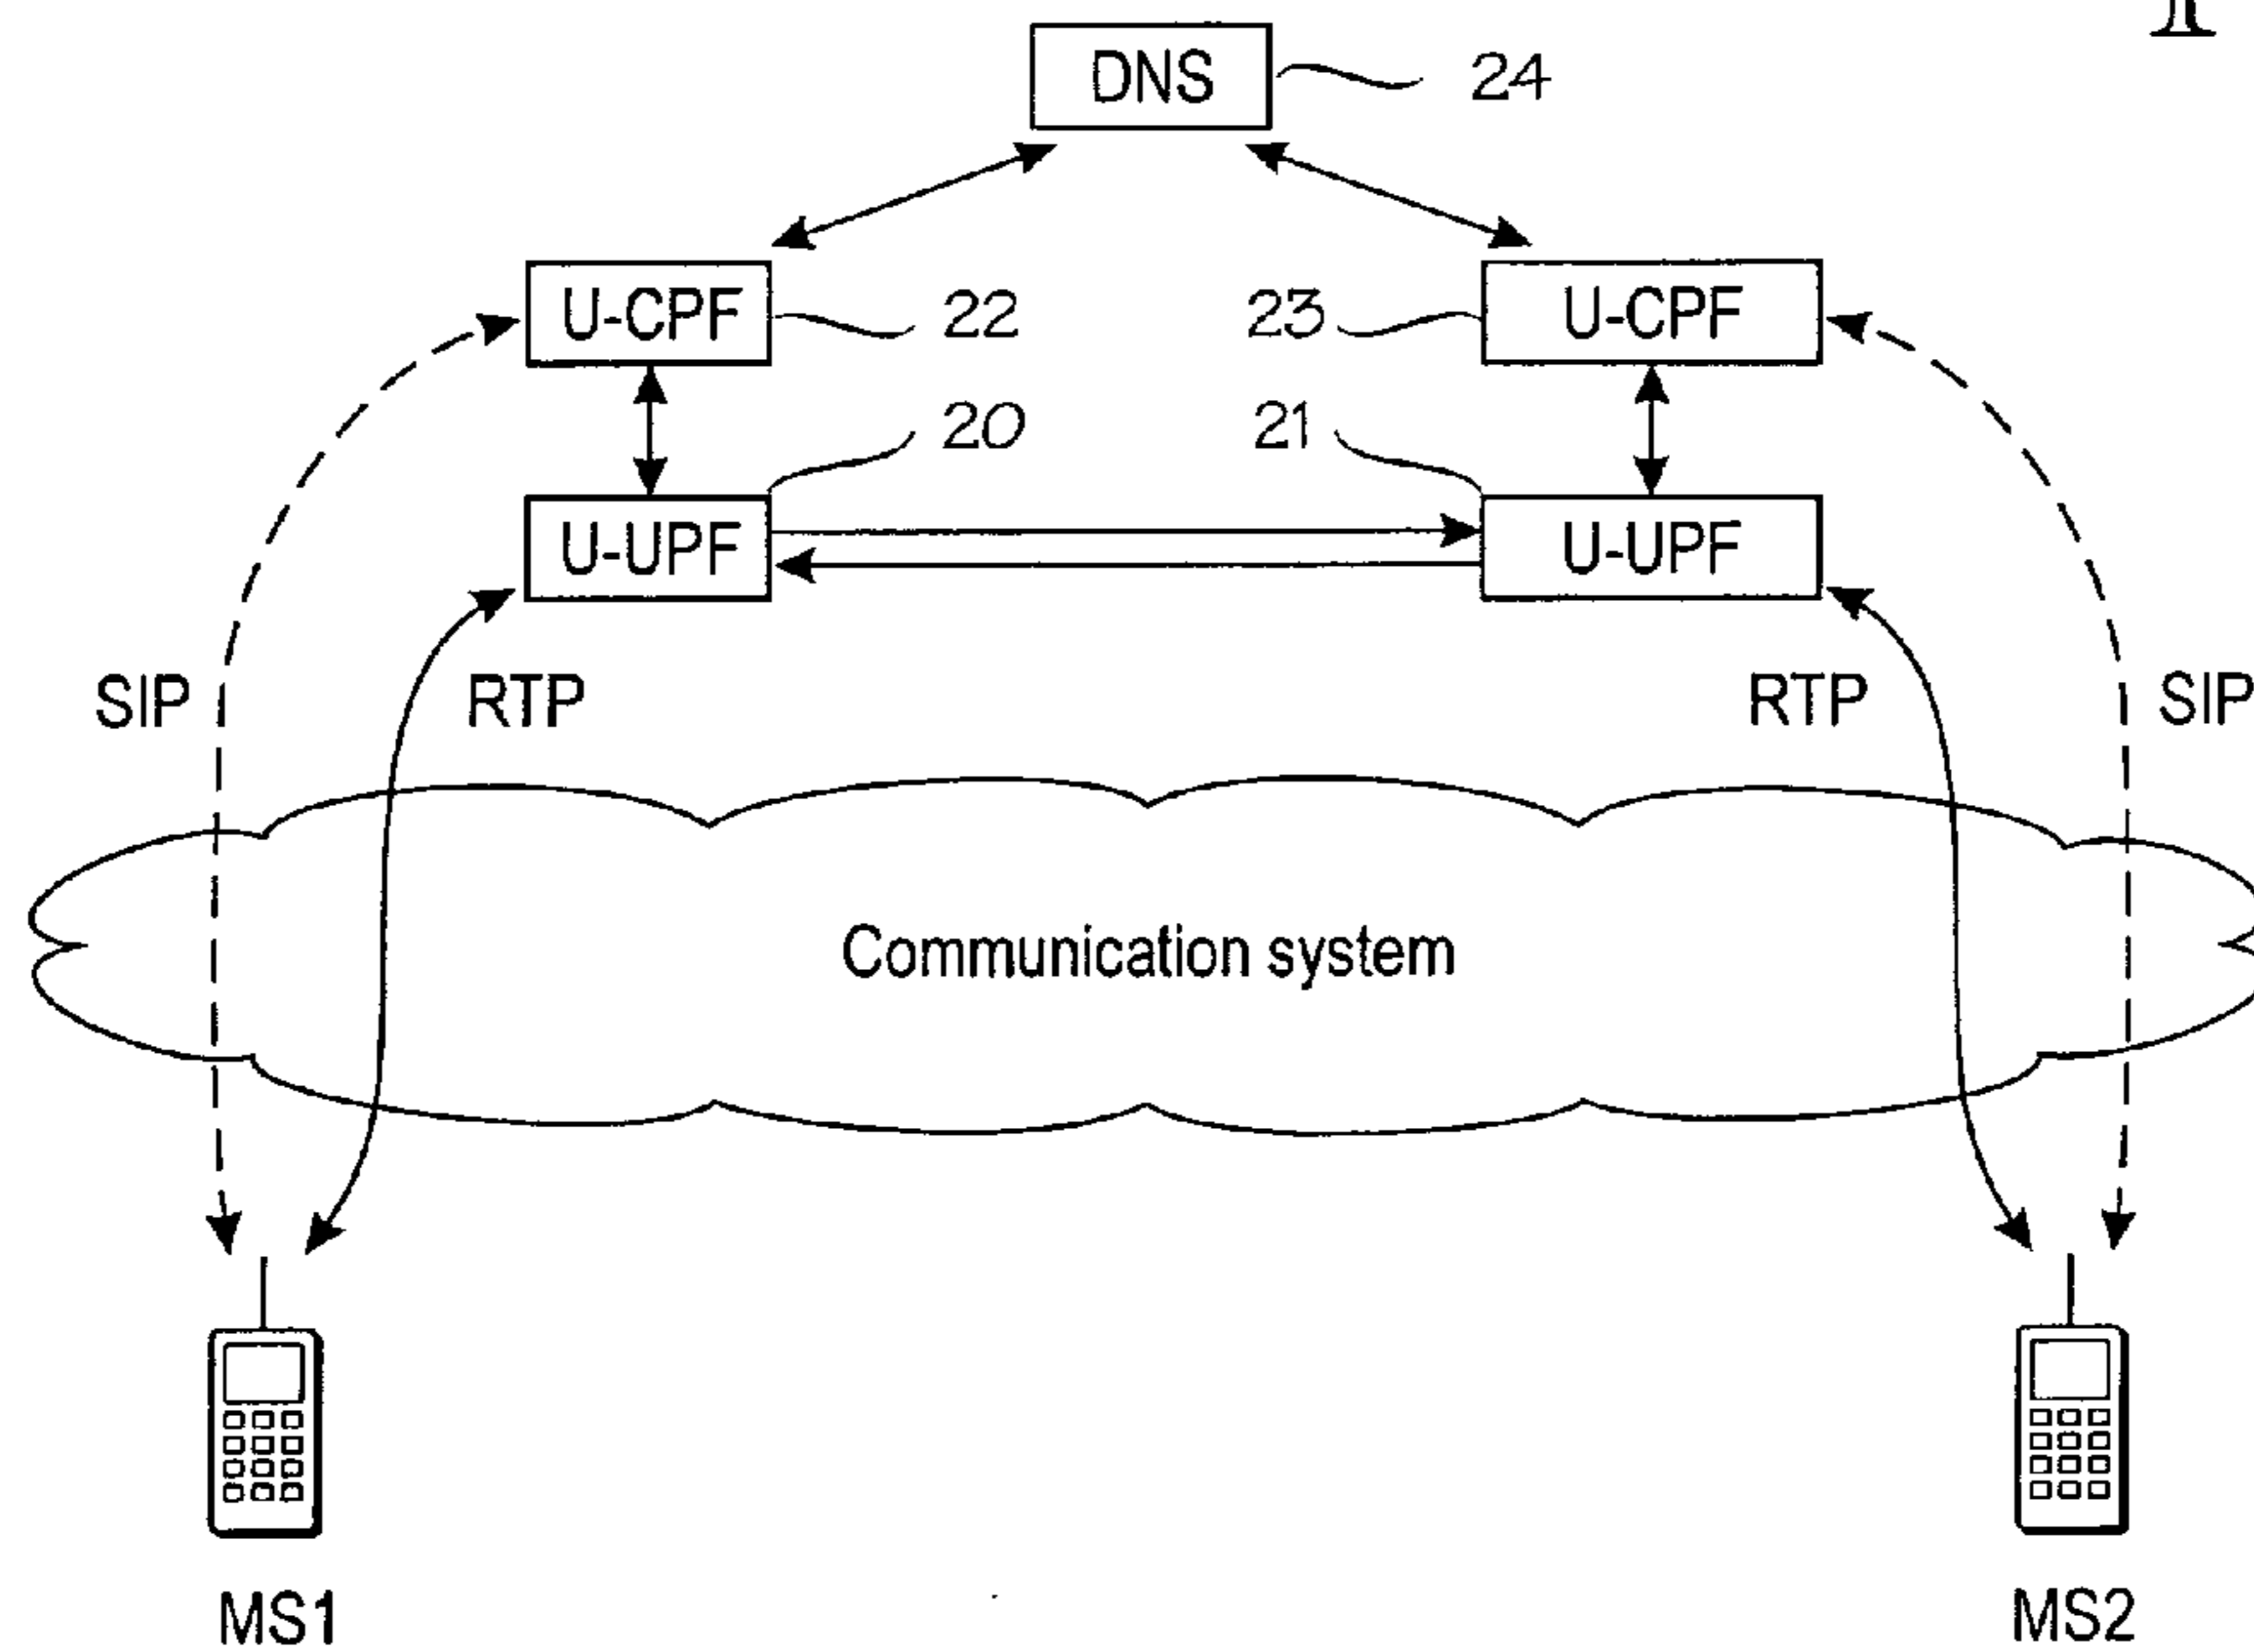 DNS 24
U-CPF 22 23 U-CPF
20 21
U-UPF U-UPF
SIP RTP RTP SIP
Communication system
MS1 MS2